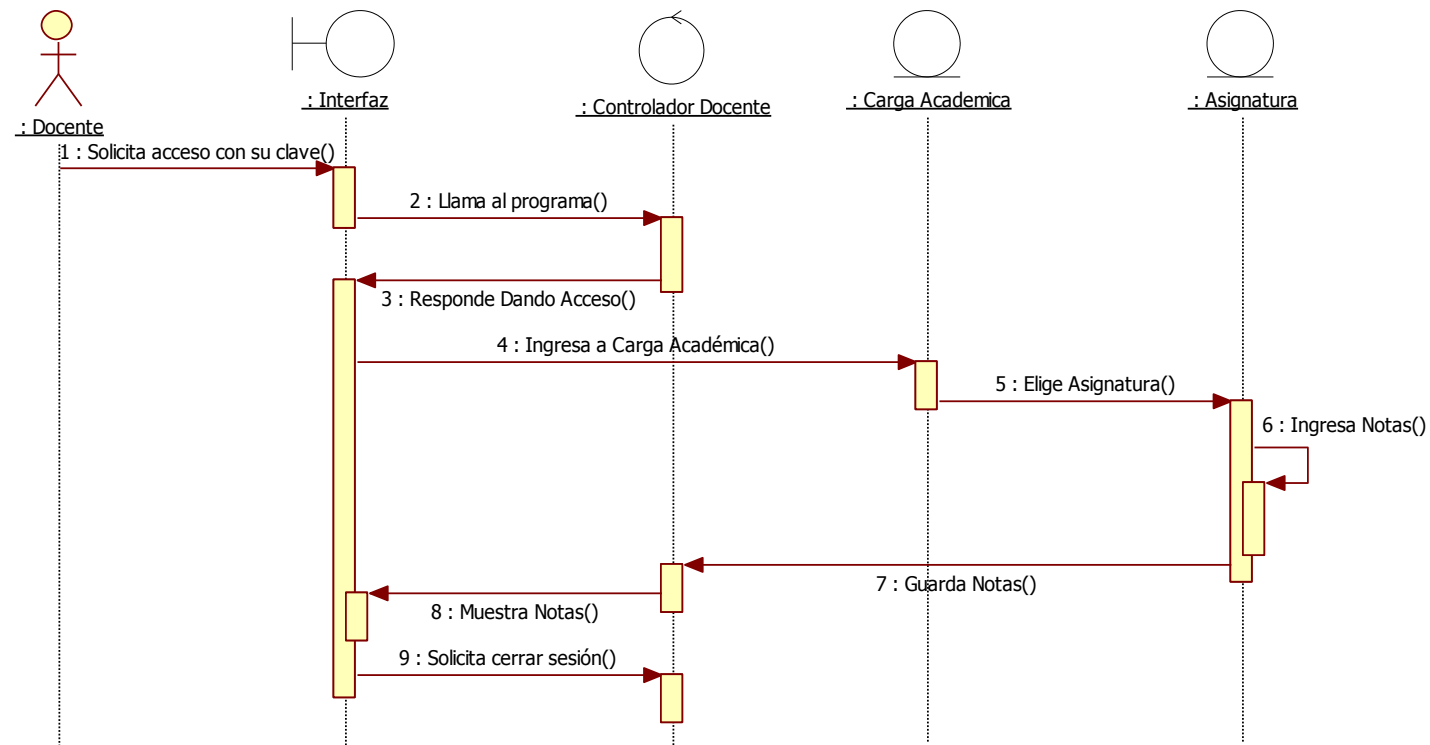 : Docente
: Interfaz
: Controlador Docente
: Carga Academica
: Asignatura
1 : Solicita acceso con su clave()
2 : Llama al programa()
3 : Responde Dando Acceso()
4 : Ingresa a Carga Académica()
5 : Elige Asignatura()
6 : Ingresa Notas()
7 : Guarda Notas()
8 : Muestra Notas()
9 : Solicita cerrar sesión()